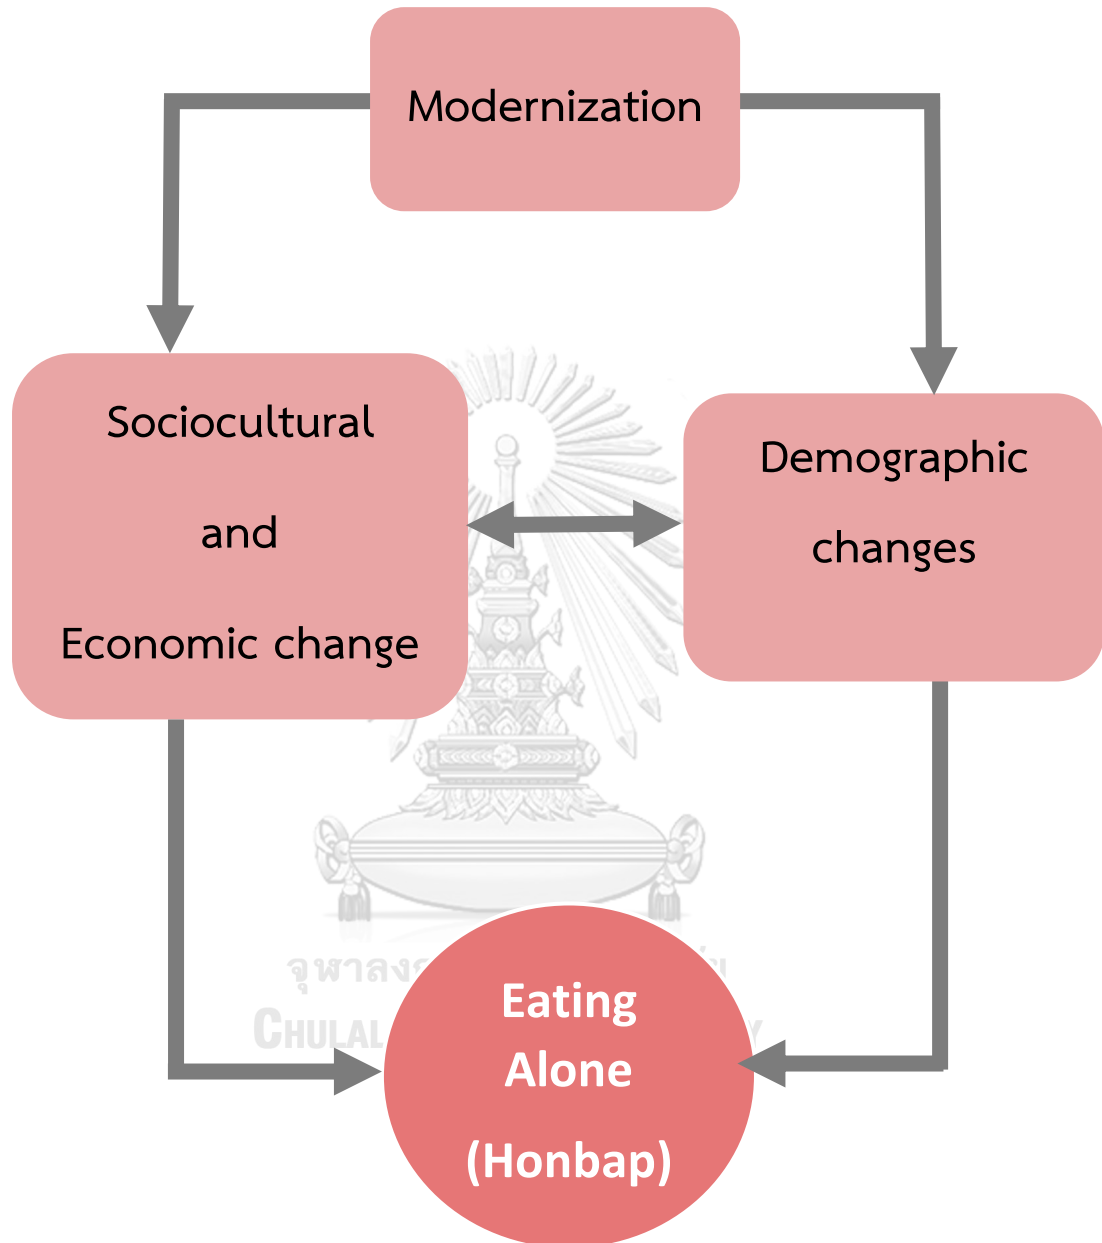 Modernization
Sociocultural
and
Economic change
Demographic
changes
Eating
Alone
(Honbap)